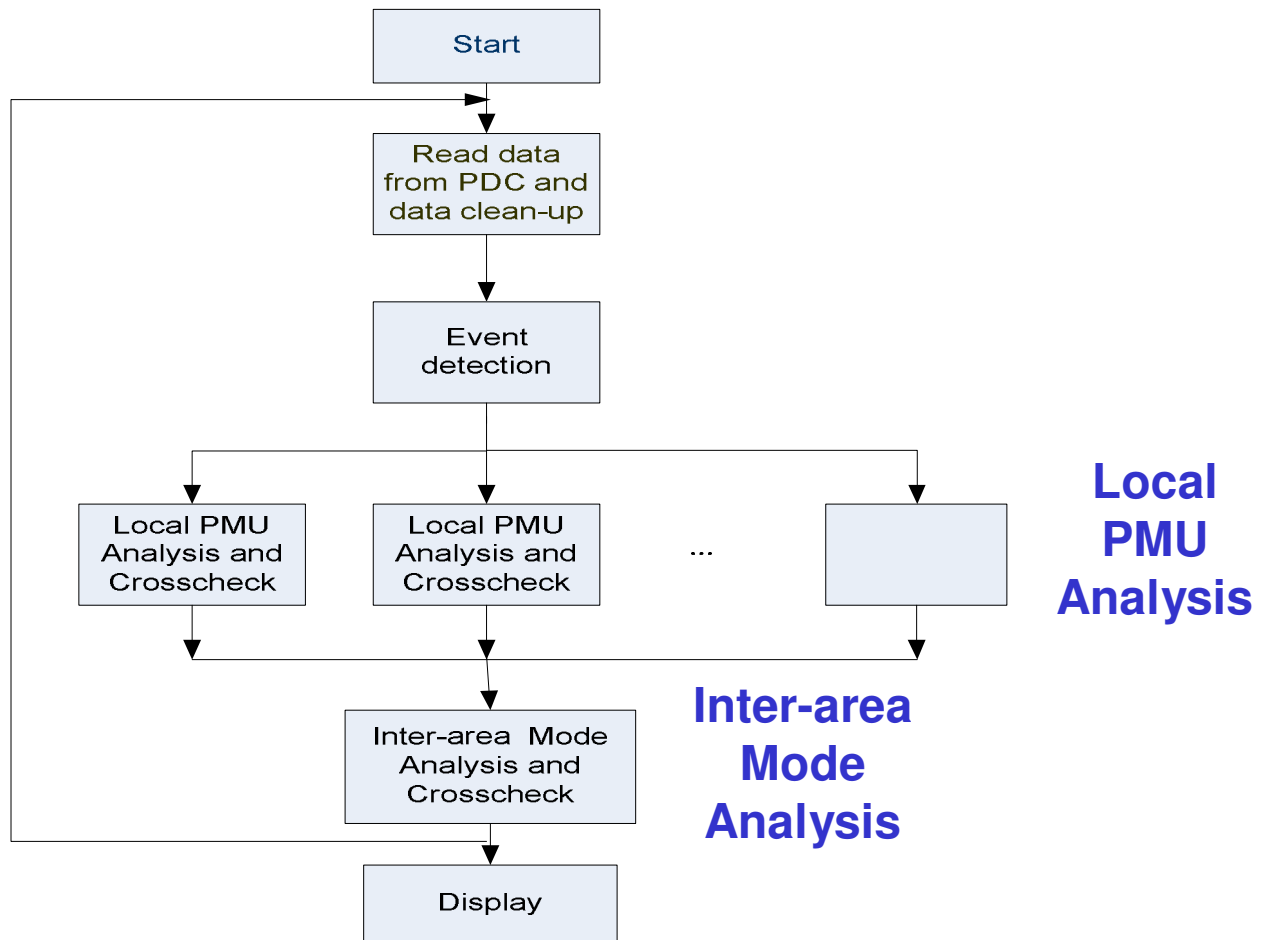 Start
Read data
from PDC and
data clean-up
Event
detection
Local PMU
Analysis and
Crosscheck
Local PMU
Analysis and
Crosscheck
...
Local
PMU
Analysis
Inter-area Mode
Analysis and
Crosscheck
Inter-area
Mode
Analysis
Display